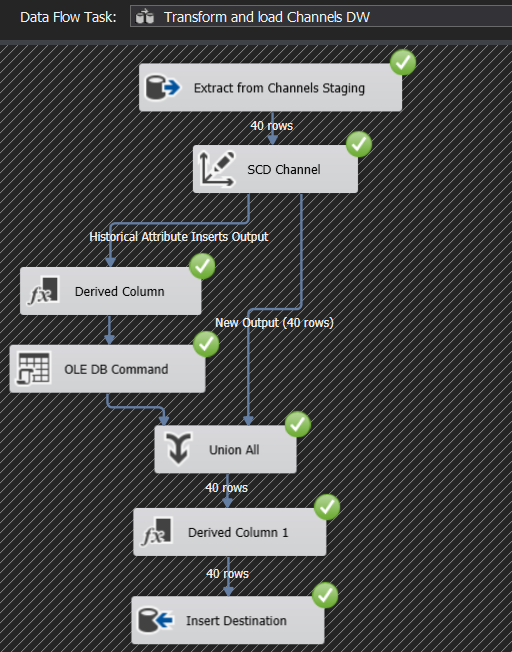 Data Flow Task: Transform and load Channels DW
Extract from Channels Staging
40 rows
SCD Channel
Historical Attribute Inserts Output
fx Derived Column
New Output (40 rows)
OLE DB Command
Union All
40 rows
fx Derived Column 1
40 rows
Insert Destination